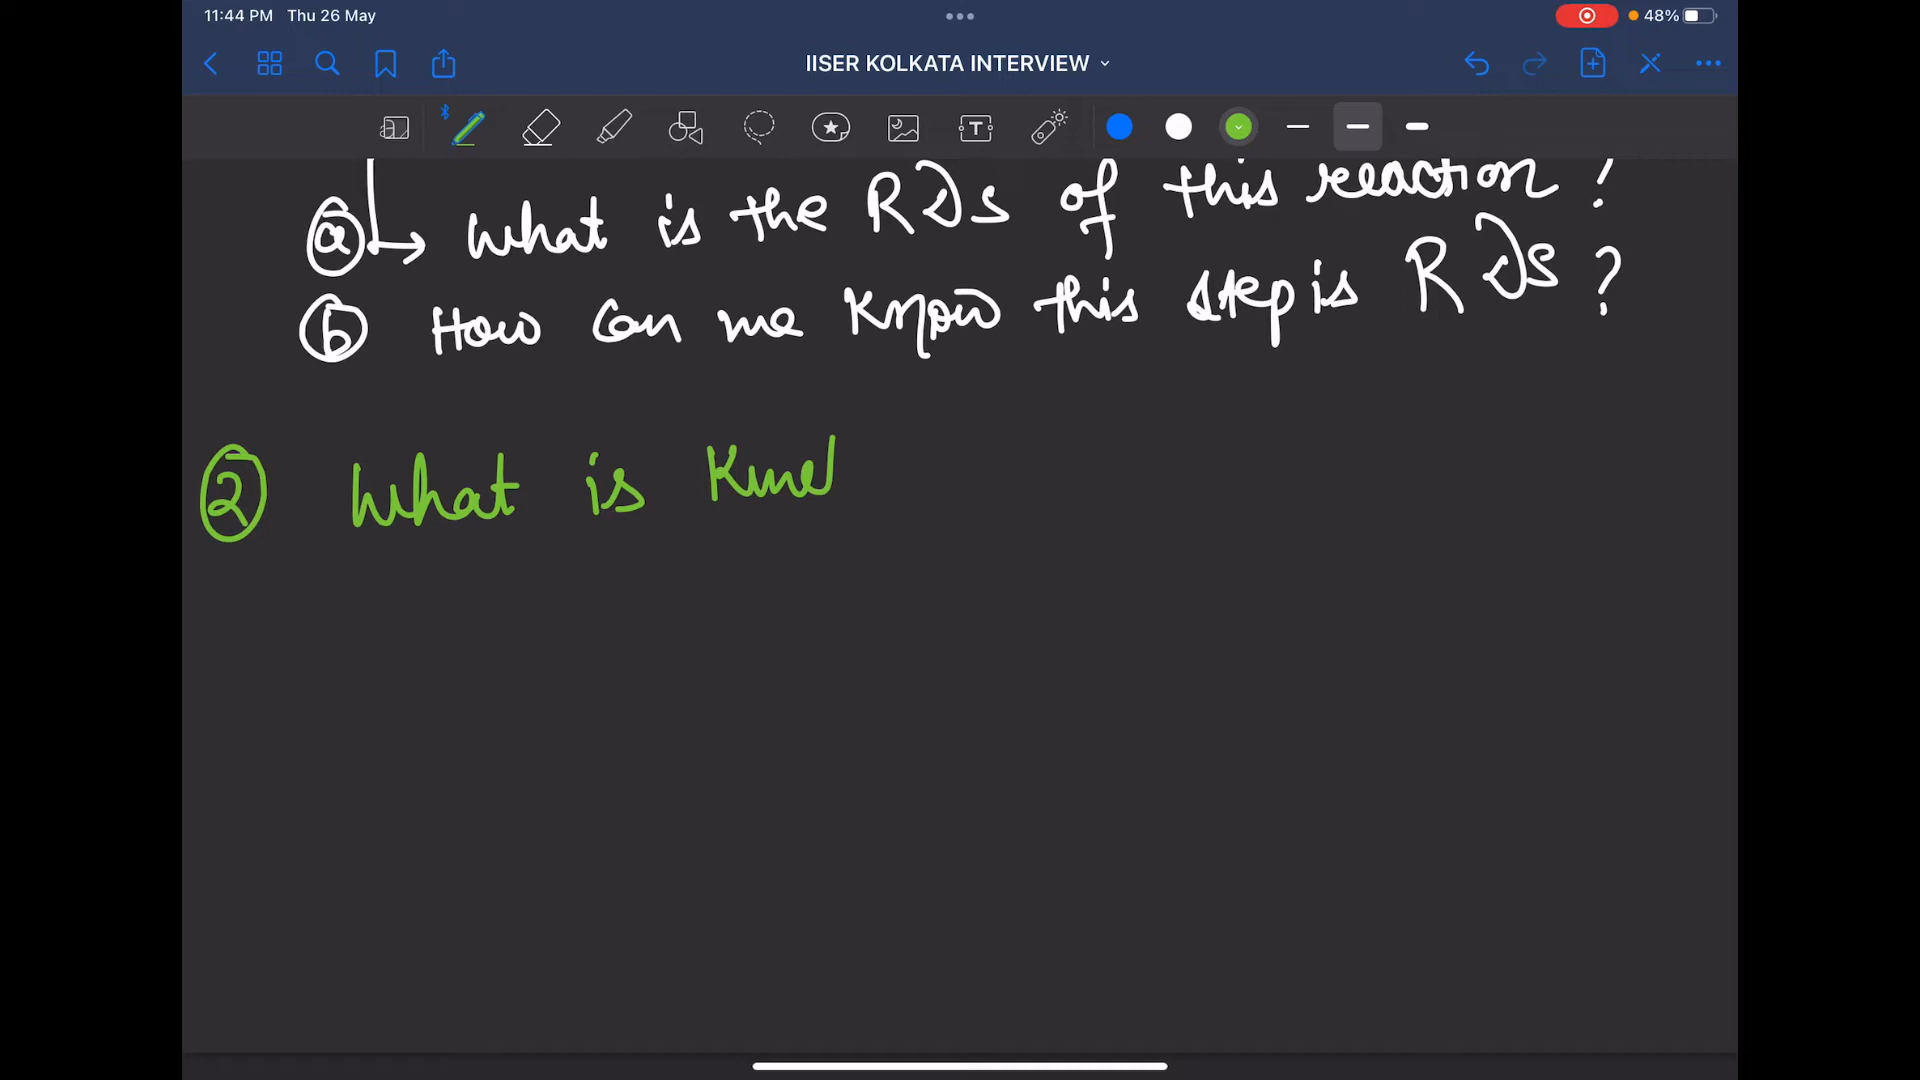 11:44 PM Thu 26 May 48%
IISER KOLKATA INTERVIEW
a → What is the RDS of this reaction?
b How can we know this step is RDS?
2 What is Kine